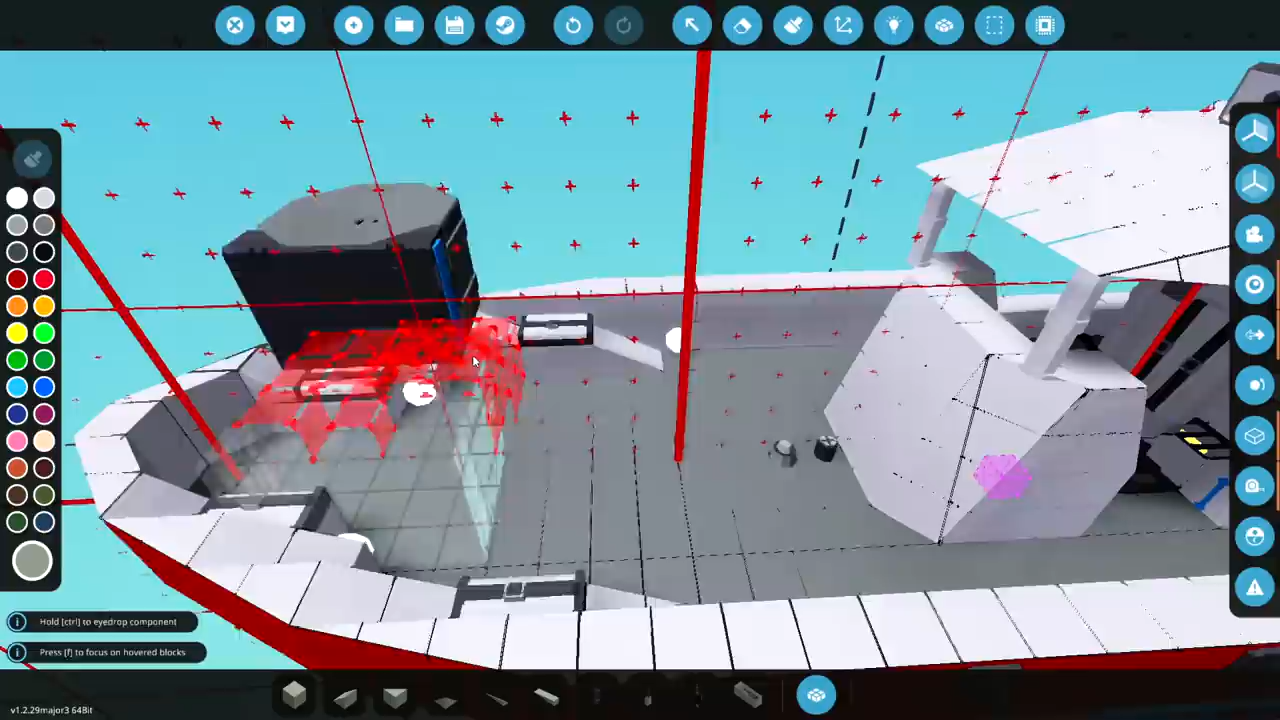 Hold [ctrl] to eyedrop component
Press [f] to focus on hovered blocks
v1.2.29major3 64Bit